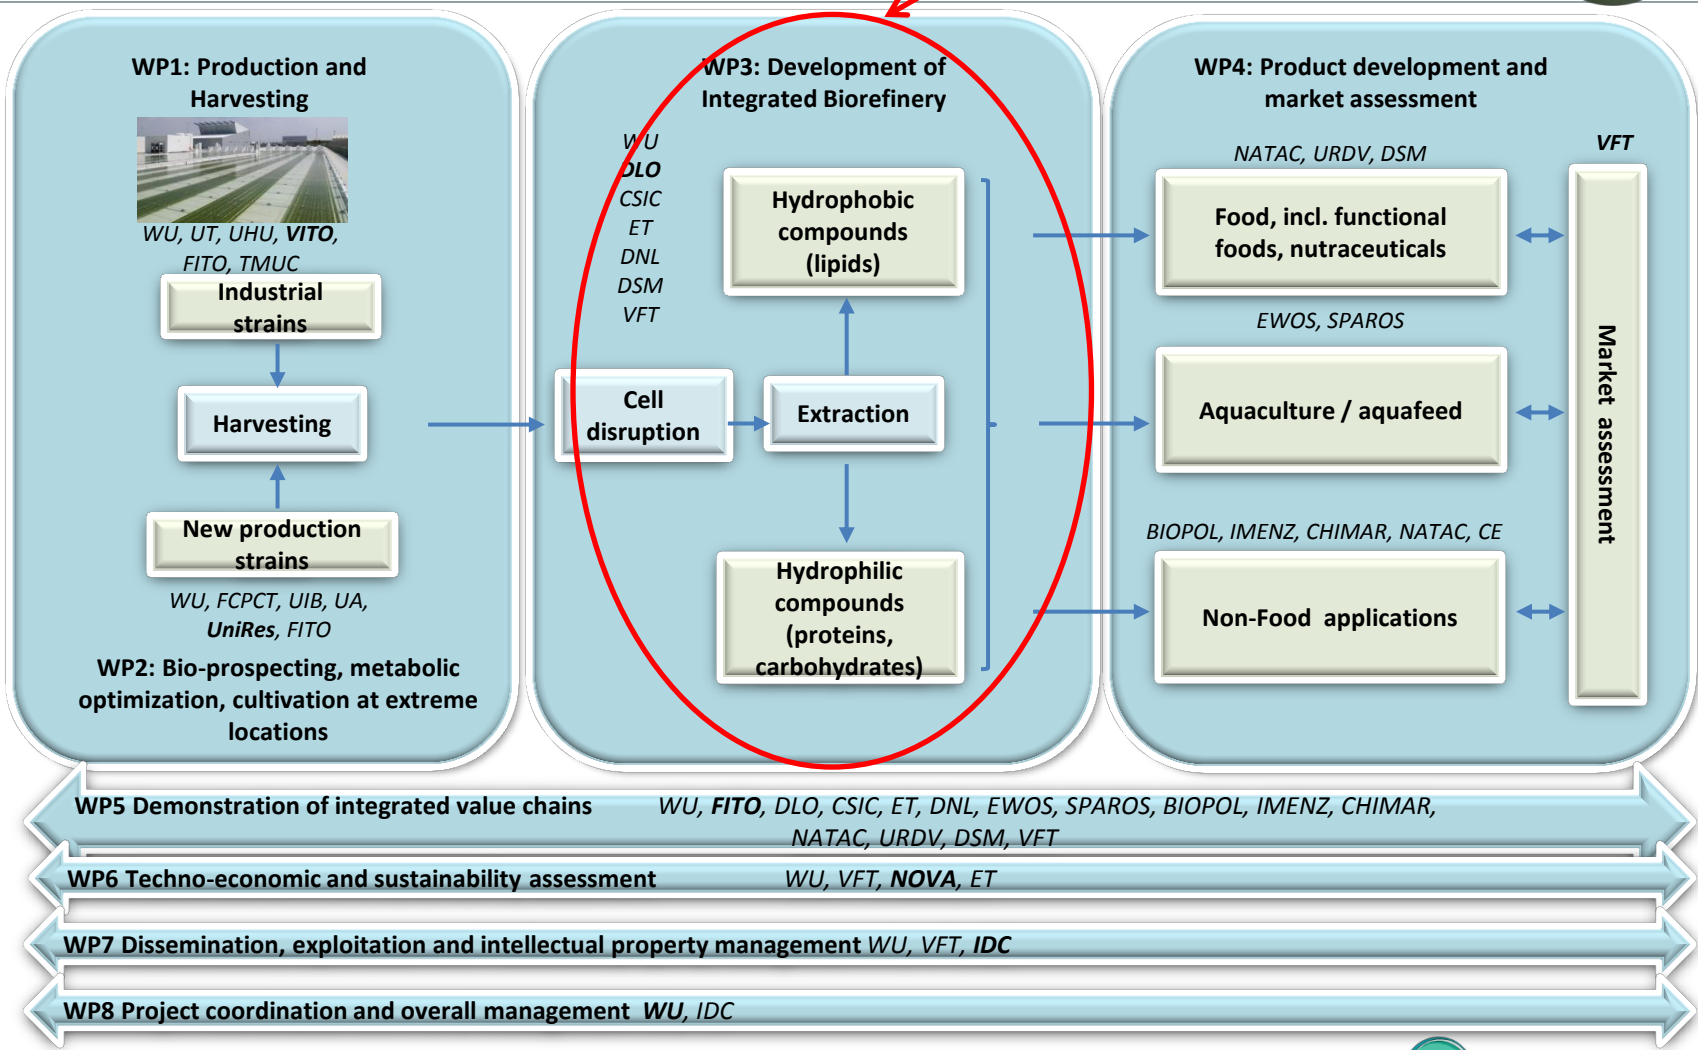 WP1: Production and
Harvesting
WU, UT, UHU, VITO,
FITO, TMUC
Industrial
strains
Harvesting
New production
strains
WU, FCPCT, UIB, UA,
UniRes, FITO
WP2: Bio-prospecting, metabolic
optimization, cultivation at extreme
locations
WP3: Development of
Integrated Biorefinery
WU
DLO
CSIC
ET
DNL
DSM
VFT
Hydrophobic
compounds
(lipids)
Cell
disruption
Extraction
Hydrophilic
compounds
(proteins,
carbohydrates)
WP4: Product development and
market assessment
NATAC, URDV, DSM
VFT
Food, incl. functional
foods, nutraceuticals
EWOS, SPAROS
Aquaculture / aquafeed
BIOPOL, IMENZ, CHIMAR, NATAC, CE
Non-Food applications
Market assessment
WP5 Demonstration of integrated value chains WU, FITO, DLO, CSIC, ET, DNL, EWOS, SPAROS, BIOPOL, IMENZ, CHIMAR,
NATAC, URDV, DSM, VFT
WP6 Techno-economic and sustainability assessment WU, VFT, NOVA, ET
WP7 Dissemination, exploitation and intellectual property management WU, VFT, IDC
WP8 Project coordination and overall management WU, IDC